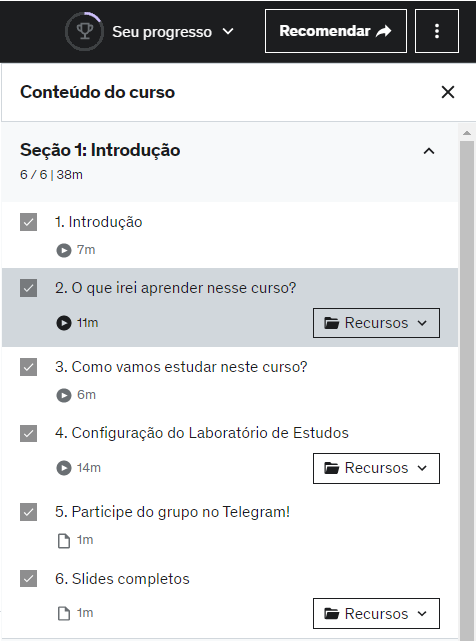 Seu progresso
Recomendar
Conteúdo do curso
Seção 1: Introdução
6 / 6 | 38m
1. Introdução
7m
2. O que irei aprender nesse curso?
11m
Recursos
3. Como vamos estudar neste curso?
6m
4. Configuração do Laboratório de Estudos
14m
Recursos
5. Participe do grupo no Telegram!
1m
6. Slides completos
1m
Recursos